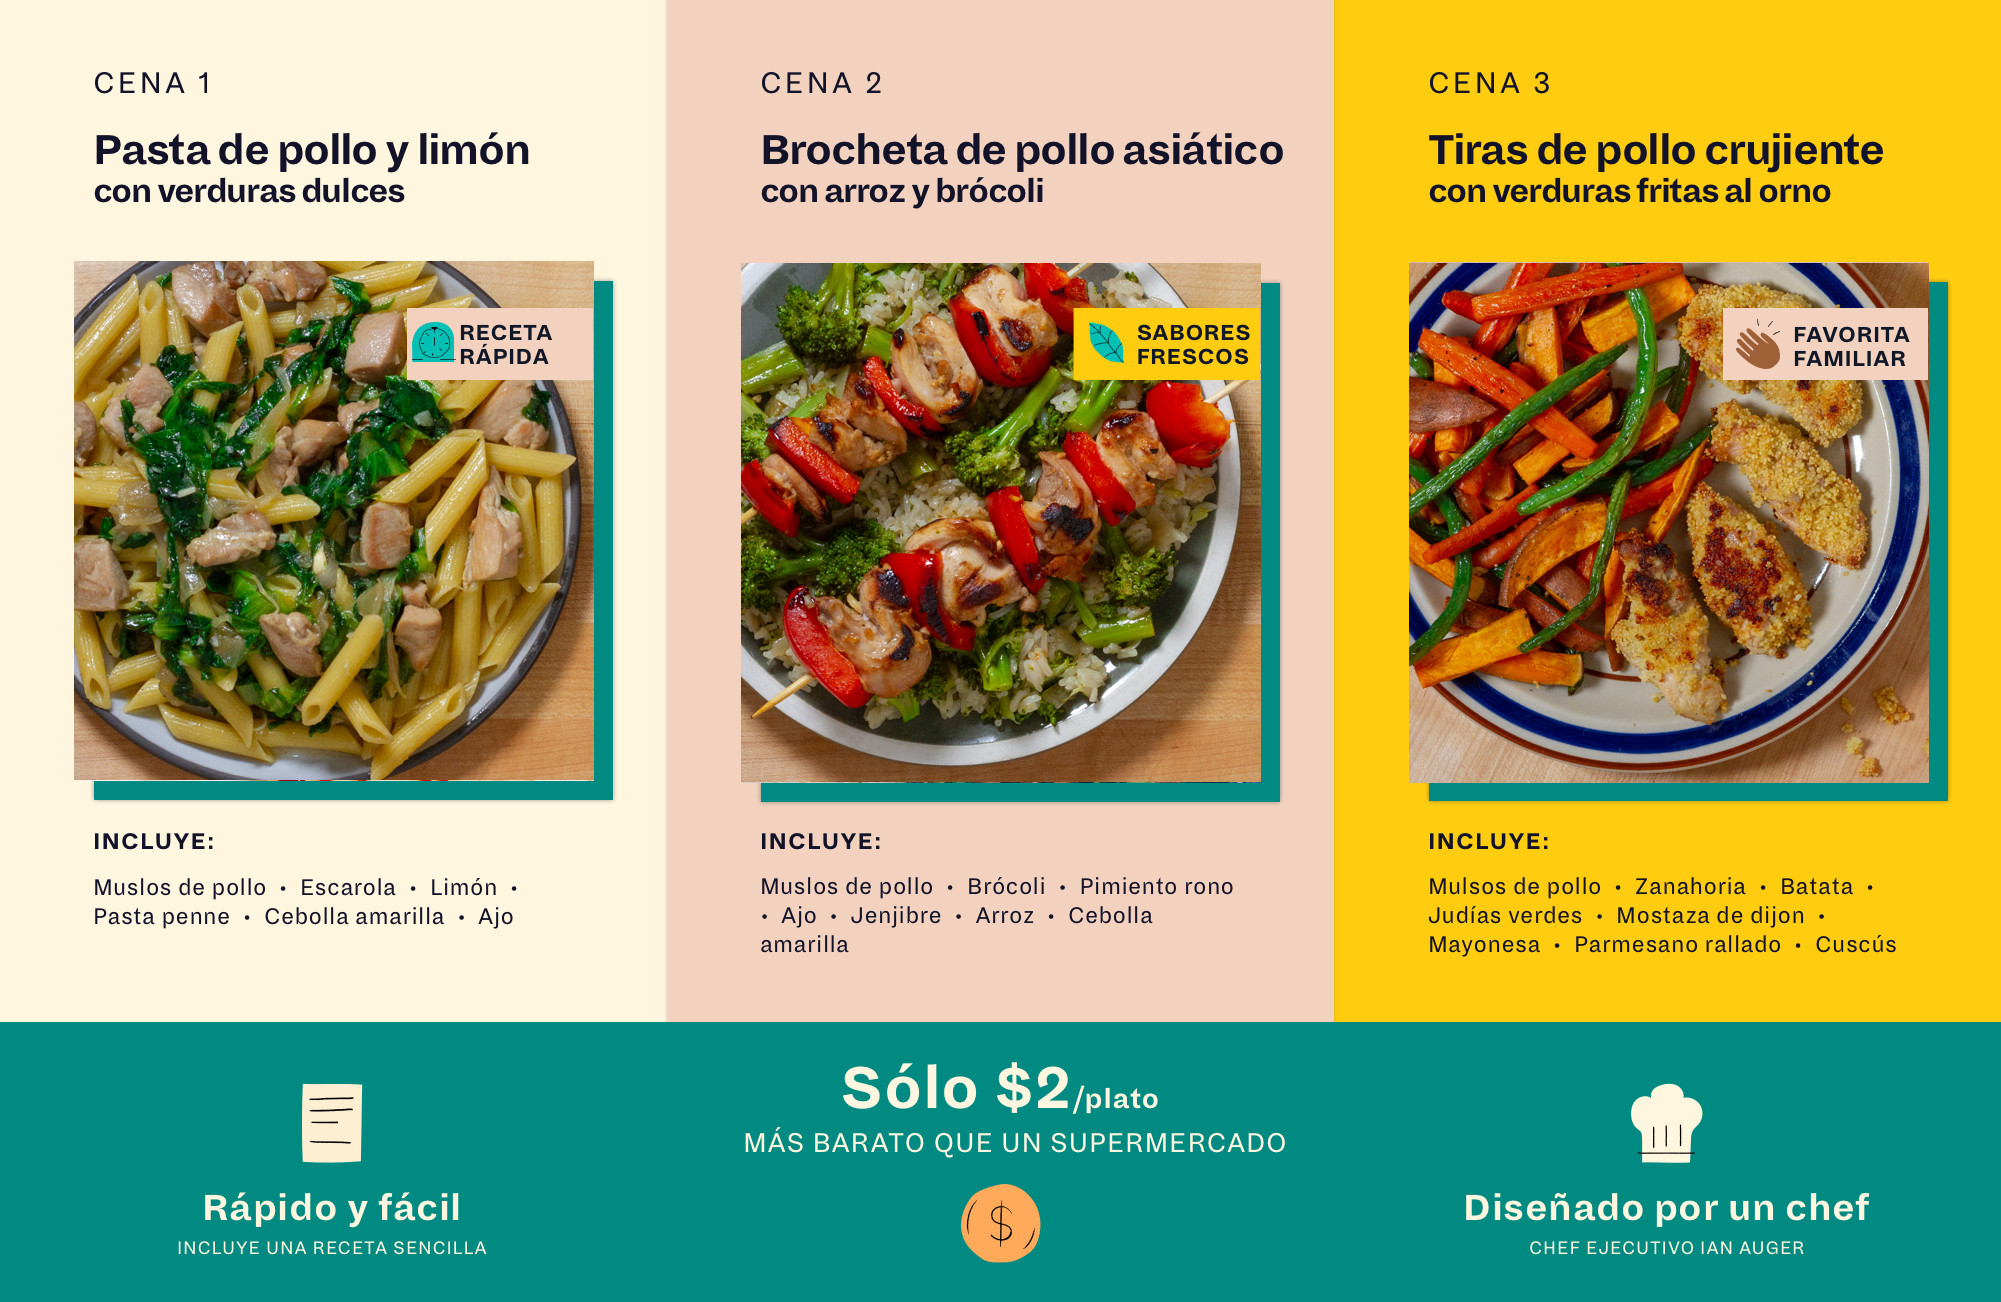 CENA 1
Pasta de pollo y limón
con verduras dulces
RECETA
RÁPIDA
INCLUYE:
Muslos de pollo • Escarola • Limón •
Pasta penne • Cebolla amarilla • Ajo
CENA 2
Brocheta de pollo asiático
con arroz y brócoli
SABORES
FRESCOS
INCLUYE:
Muslos de pollo • Brócoli • Pimiento rono
• Ajo • Jenjibre • Arroz • Cebolla
amarilla
CENA 3
Tiras de pollo crujiente
con verduras fritas al orno
FAVORITA
FAMILIAR
INCLUYE:
Mulsos de pollo • Zanahoria • Batata •
Judías verdes • Mostaza de dijon •
Mayonesa • Parmesano rallado • Cuscús
Rápido y fácil
INCLUYE UNA RECETA SENCILLA
Sólo $2/plato
MÁS BARATO QUE UN SUPERMERCADO
$
Diseñado por un chef
CHEF EJECUTIVO IAN AUGER